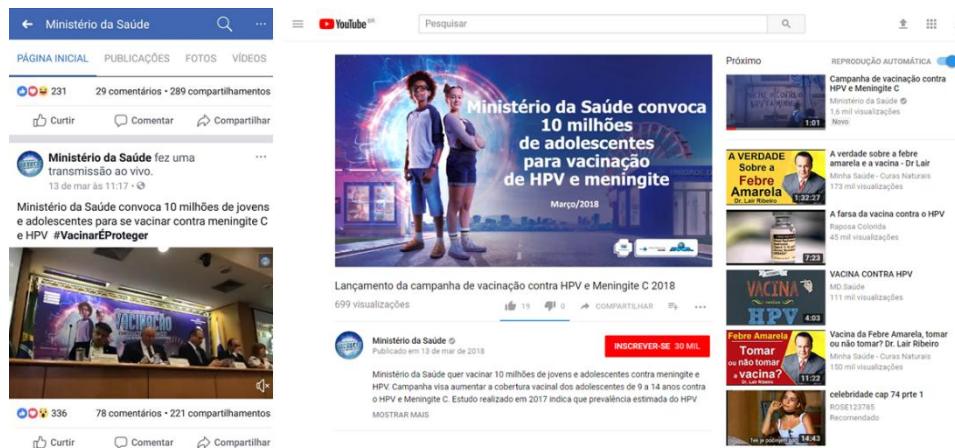 Ministério da Saúde
PÁGINA INICIAL PUBLICAÇÕES FOTOS VÍDEOS
231 29 comentários • 289 compartilhamentos
Curtir Comentar Compartilhar
Ministério da Saúde fez uma
transmissão ao vivo.
13 de mar às 11:17 •
Ministério da Saúde convoca 10 milhões de jovens
e adolescentes para se vacinar contra meningite C
e HPV #VacinarÉProteger
VACINAÇÃO
336 78 comentários • 221 compartilhamentos
Curtir Comentar Compartilhar
YouTube BR
Pesquisar
Ministério da Saúde convoca
10 milhões
de adolescentes
para vacinação
de HPV e meningite
Março/2018
Lançamento da campanha de vacinação contra HPV e Meningite C 2018
699 visualizações
19 0 COMPARTILHAR
Ministério da Saúde
Publicado em 13 de mar de 2018
INSCREVER-SE 30 MIL
Ministério da Saúde quer vacinar 10 milhões de jovens e adolescentes contra meningite e
HPV. Campanha visa aumentar a cobertura vacinal dos adolescentes de 9 a 14 anos contra
o HPV e Meningite C. Estudo realizado em 2017 indica que prevalência estimada do HPV
MOSTRAR MAIS
Próximo REPRODUÇÃO AUTOMÁTICA
1:01
Campanha de vacinação contra
HPV e Meningite C
Ministério da Saúde
1,6 mil visualizações
Novo
A VERDADE
Sobre a
Febre
Amarela
Dr. Lair Ribeiro
1:32:27
A verdade sobre a febre
amarela e a vacina - Dr Lair
Minha Saúde - Curas Naturais
173 mil visualizações
7:23
A farsa da vacina contra o HPV
Raposa Colorida
45 mil visualizações
VACINA
HPV
4:03
VACINA CONTRA HPV
MD.Saúde
111 mil visualizações
Febre Amarela
Tomar
ou não tomar
a vacina?
Dr. Lair Ribeiro
11:22
Vacina da Febre Amarela, tomar
ou não tomar? Dr. Lair Ribeiro
Minha Saúde - Curas Naturais
150 mil visualizações
14:43
celebridade cap 74 prte 1
ROSE123785
Recomendado